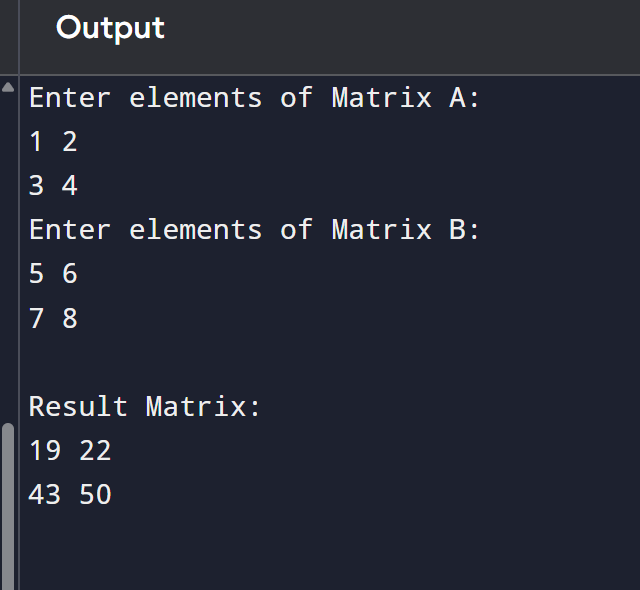 Output
Enter elements of Matrix A:
1 2
3 4
Enter elements of Matrix B:
5 6
7 8
Result Matrix:
19 22
43 50